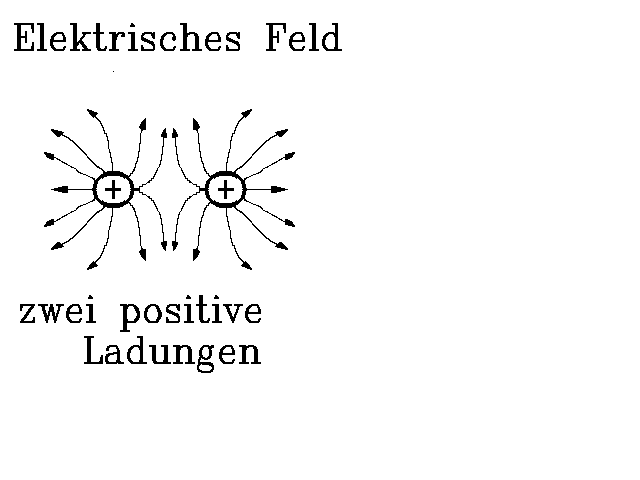 Elektrisches Feld
+ +
zwei positive
Ladungen